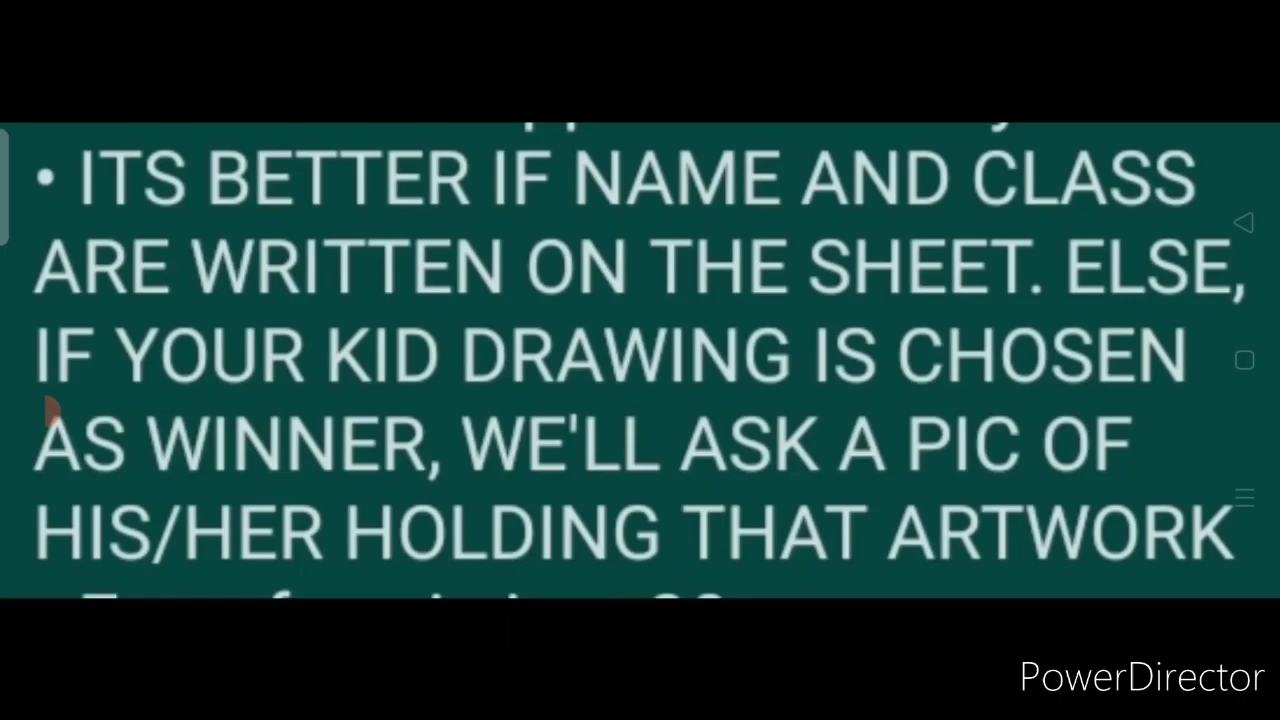 • ITS BETTER IF NAME AND CLASS
ARE WRITTEN ON THE SHEET. ELSE,
IF YOUR KID DRAWING IS CHOSEN
AS WINNER, WE'LL ASK A PIC OF
HIS/HER HOLDING THAT ARTWORK
PowerDirector